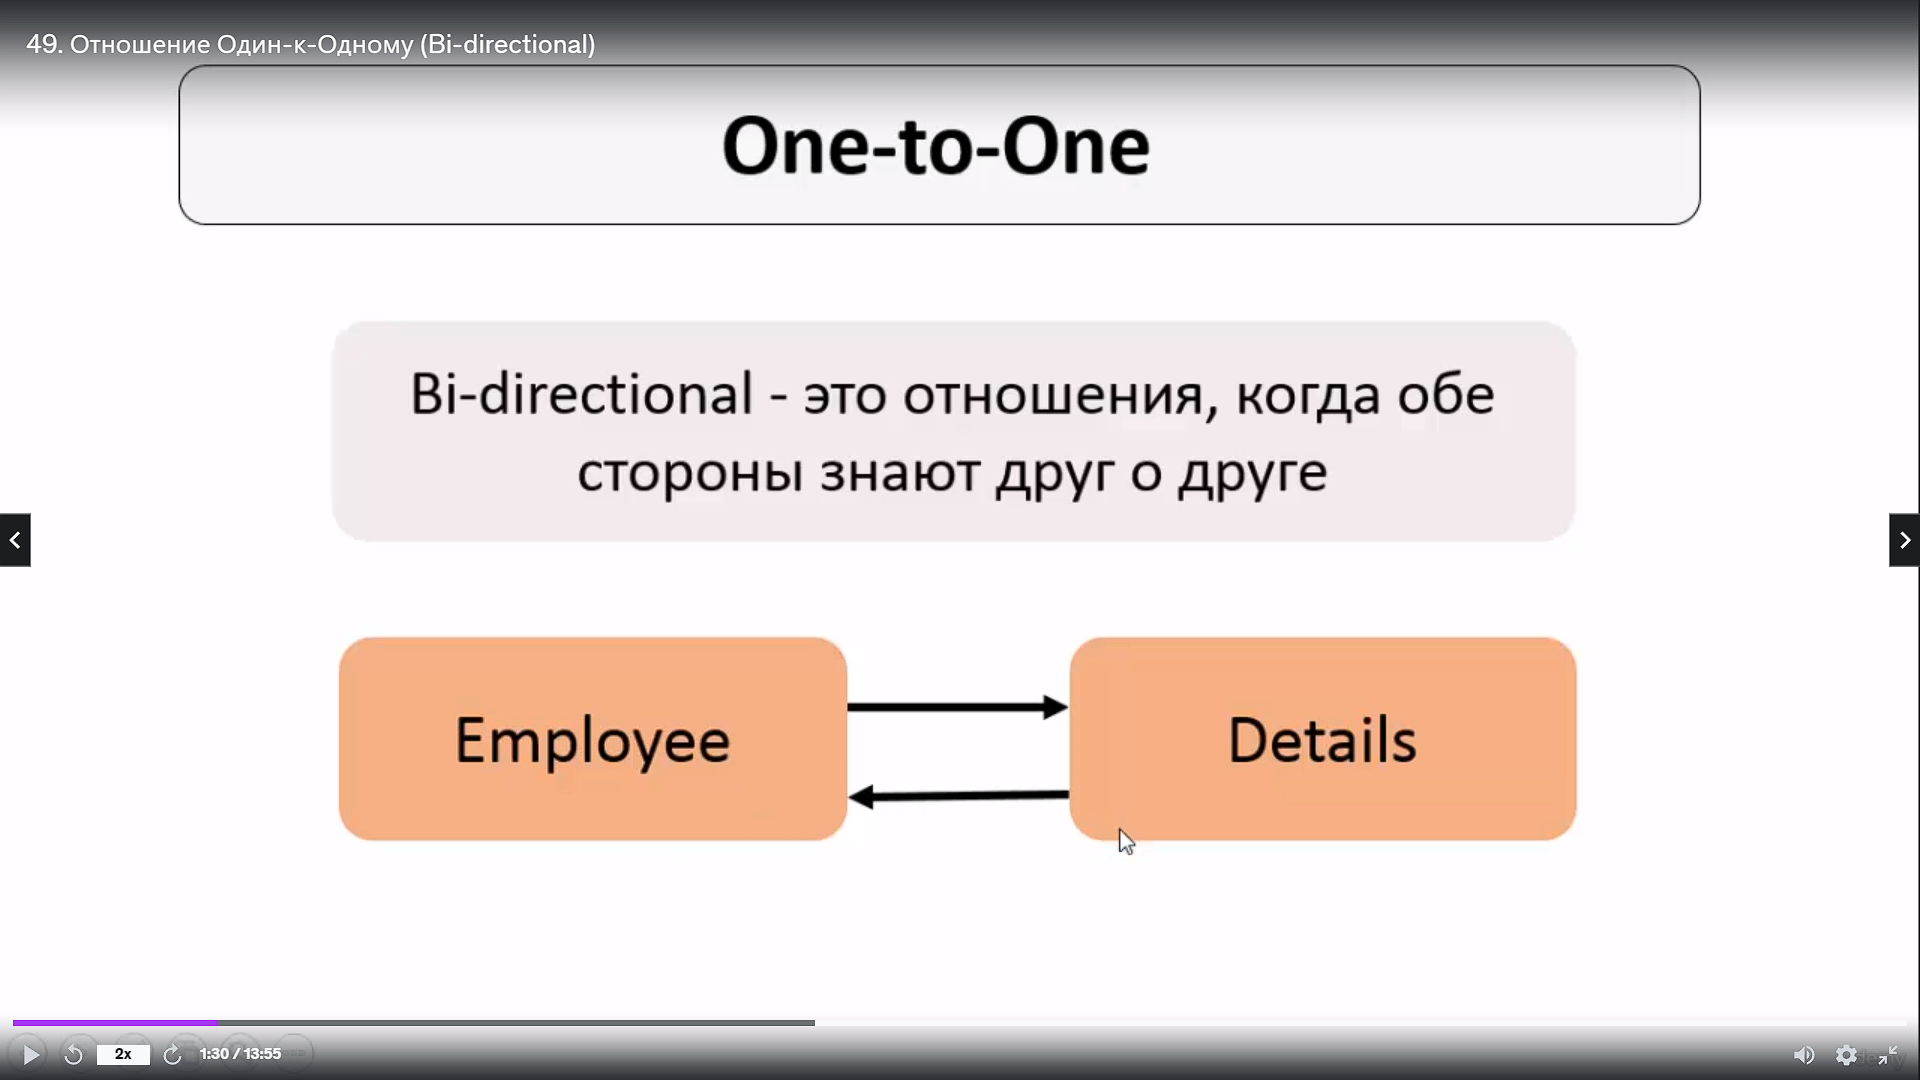 49. Отношение Один-к-Одному (Bi-directional)
One-to-One
Bi-directional - это отношения, когда обе
стороны знают друг о друге
Employee
Details
2x
1:30 / 13:55